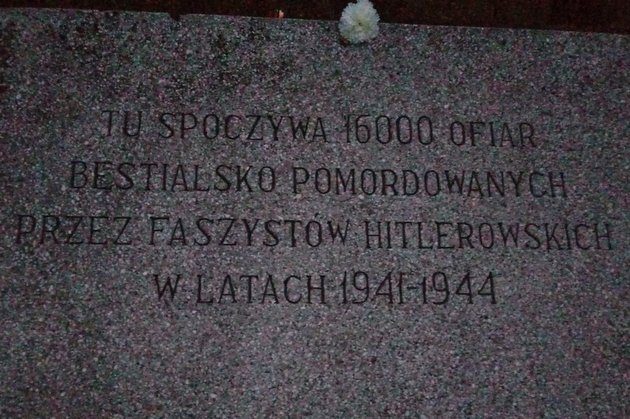 TU SPOCZYWA 16000 OFIAR
BESTIALSKO POMORDOWANYCH
PRZEZ FASZYSTÓW HITLEROWSKICH
W LATACH 1941-1944